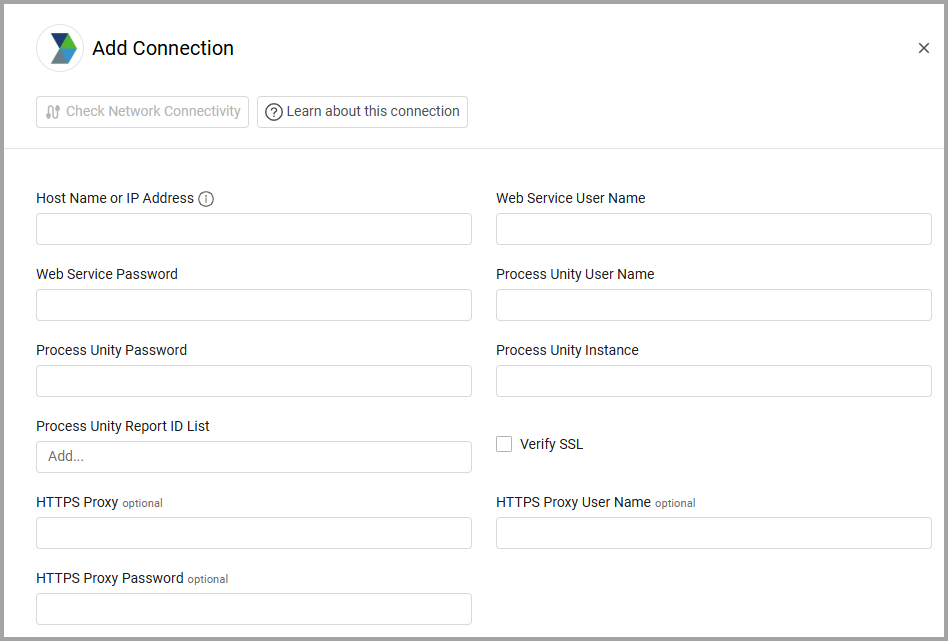 Add Connection
Check Network Connectivity
Learn about this connection
Host Name or IP Address
Web Service User Name
Web Service Password
Process Unity User Name
Process Unity Password
Process Unity Instance
Process Unity Report ID List
Add...
Verify SSL
HTTPS Proxy optional
HTTPS Proxy User Name optional
HTTPS Proxy Password optional